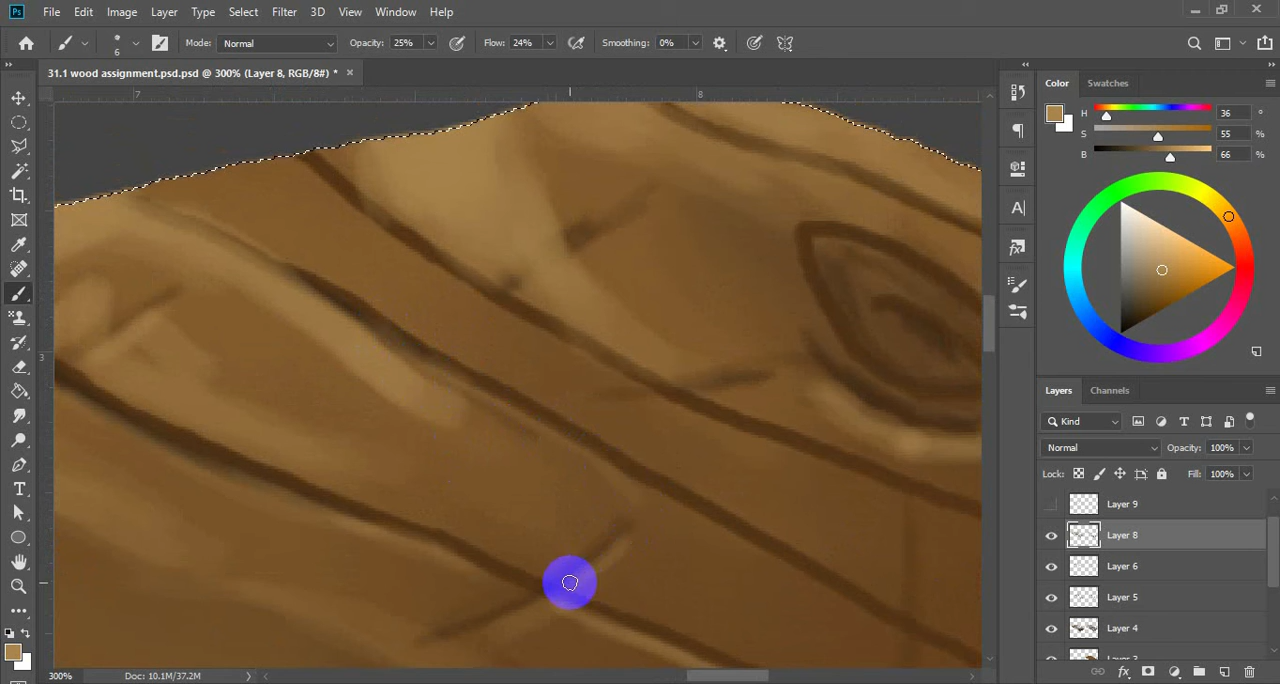 Ps File Edit Image Layer Type Select Filter 3D View Window Help
6 Mode: Normal Opacity: 25% Flow: 24% Smoothing: 0%
31.1 wood assignment.psd.psd @ 300% (Layer 8, RGB/8#) *
Color Swatches
7 8
H 36 °
S 55 %
B 66 %
3
Layers Channels
Kind
Normal Opacity: 100%
Lock: Fill: 100%
Layer 9
Layer 8
Layer 6
Layer 5
Layer 4
300% Doc: 10.1M/37.2M